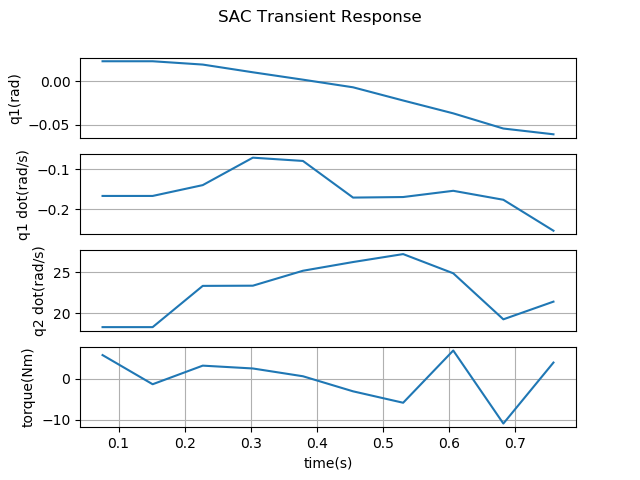 SAC Transient Response
q1(rad)
0.00
−0.05
q1 dot(rad/s)
−0.1
−0.2
q2 dot(rad/s)
25
20
torque(Nm)
0
−10
0.1 0.2 0.3 0.4 0.5 0.6 0.7
time(s)